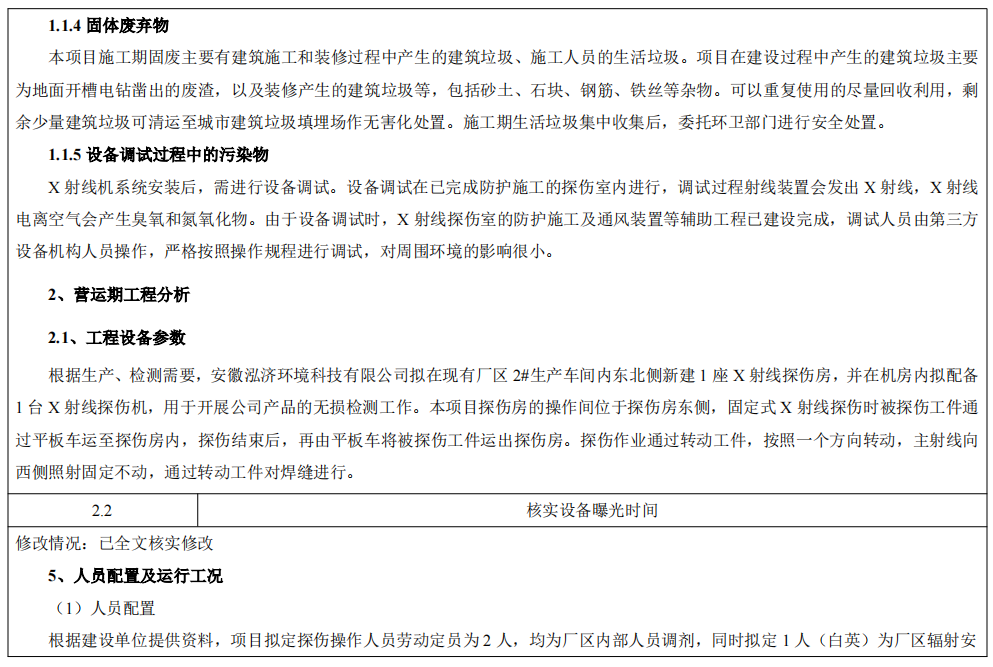 1.1.4 固体废弃物
本项目施工期固废主要有建筑施工和装修过程中产生的建筑垃圾、施工人员的生活垃圾。项目在建设过程中产生的建筑垃圾主要
为地面开槽电钻凿出的废渣，以及装修产生的建筑垃圾等，包括砂土、石块、钢筋、铁丝等杂物。可以重复使用的尽量回收利用，剩
余少量建筑垃圾可清运至城市建筑垃圾填埋场作无害化处置。施工期生活垃圾集中收集后，委托环卫部门进行安全处置。
1.1.5 设备调试过程中的污染物
X 射线机系统安装后，需进行设备调试。设备调试在已完成防护施工的探伤室内进行，调试过程射线装置会发出 X 射线，X 射线
电离空气会产生臭氧和氮氧化物。由于设备调试时，X 射线探伤室的防护施工及通风装置等辅助工程已建设完成，调试人员由第三方
设备机构人员操作，严格按照操作规程进行调试，对周围环境的影响很小。
2、营运期工程分析
2.1、工程设备参数
根据生产、检测需要，安徽泓济环境科技有限公司拟在现有厂区 2#生产车间内东北侧新建 1 座 X 射线探伤房，并在机房内拟配备
1 台 X 射线探伤机，用于开展公司产品的无损检测工作。本项目探伤房的操作间位于探伤房东侧，固定式 X 射线探伤时被探伤工件通
过平板车运至探伤房内，探伤结束后，再由平板车将被探伤工件运出探伤房。探伤作业通过转动工件，按照一个方向转动，主射线向
西侧照射固定不动，通过转动工件对焊缝进行。
2.2 核实设备曝光时间
修改情况：已全文核实修改
5、人员配置及运行工况
（1）人员配置
根据建设单位提供资料，项目拟定探伤操作人员劳动定员为 2 人，均为厂区内部人员调剂，同时拟定 1 人（白英）为厂区辐射安